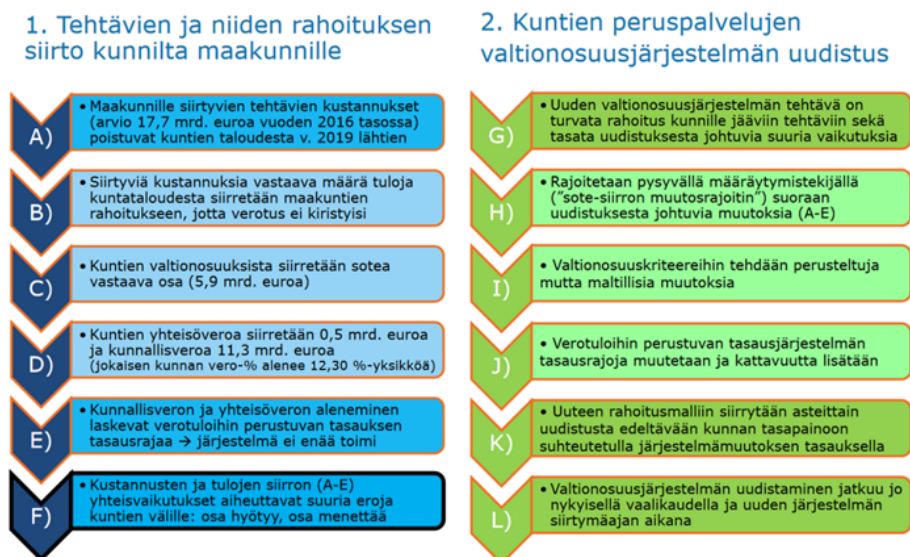 1. Tehtävien ja niiden rahoituksen
siirto kunnilta maakunnille
A)
• Maakunnille siirtyvien tehtävien kustannukset
(arvio 17,7 mrd. euroa vuoden 2016 tasossa)
poistuvat kuntien taloudesta v. 2019 lähtien
B)
Siirtyviä kustannuksia vastaava määrä tuloja
kuntataloudesta siirretään maakuntien
rahoitukseen, jotta verotus ei kiristyisi
C)
• Kuntien valtionosuuksista siirretään sotea
vastaava osa (5,9 mrd. euroa)
D)
• Kuntien yhteisöveroa siirretään 0,5 mrd. euroa
ja kunnallisveroa 11,3 mrd. euroa
(jokaisen kunnan vero-% alenee 12,30 %-yksikköä)
E)
• Kunnallisveron ja yhteisöveron aleneminen
laskevat verotuloihin perustuvan tasauksen
tasausrajaa → järjestelmä ei enää toimi
F)
• Kustannusten ja tulojen siirron (A-E)
yhteisvaikutukset aiheuttavat suuria eroja
kuntien välille: osa hyötyy, osa menettää
2. Kuntien peruspalvelujen
valtionosuusjärjestelmän uudistus
G)
• Uuden valtionosuusjärjestelmän tehtävä on
turvata rahoitus kunnille jääviin tehtäviin sekä
tasata uudistuksesta johtuvia suuria vaikutuksia
H)
• Rajoitetaan pysyvällä määräytymistekijällä
("sote-siirron muutosrajoitin") suoraan
uudistuksesta johtuvia muutoksia (A-E)
I)
• Valtionosuuskriteereihin tehdään perusteltuja
mutta maltillisia muutoksia
J)
• Verotuloihin perustuvan tasausjärjestelmän
tasausrajoja muutetaan ja kattavuutta lisätään
K)
• Uuteen rahoitusmalliin siirrytään asteittain
uudistusta edeltävään kunnan tasapainoon
suhteutetulla järjestelmämuutoksen tasauksella
L)
• Valtionosuusjärjestelmän uudistaminen jatkuu jo
nykyisellä vaalikaudella ja uuden järjestelmän
siirtymäajan aikana